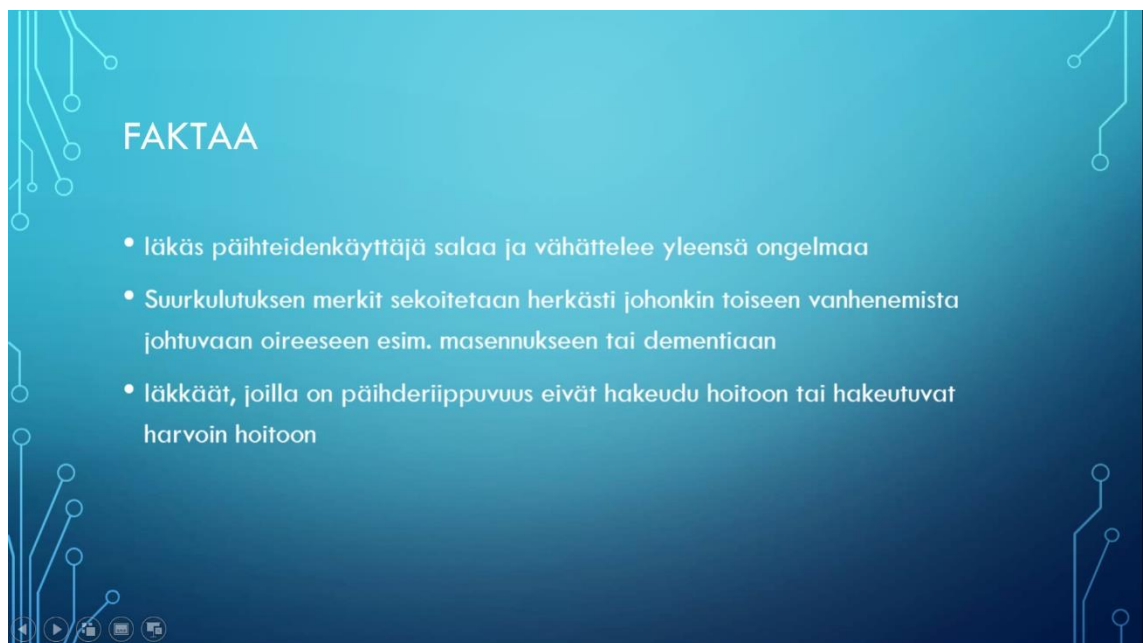 FAKTAA
• Iäkäs päihteidenkäyttäjä salaa ja vähättelee yleensä ongelmaa
• Suurkulutuksen merkit sekoitetaan herkästi johonkin toiseen vanhenemista
johtuvaan oireeseen esim. masennukseen tai dementiaan
• Iäkkäät, joilla on päihderiippuvuus eivät hakeudu hoitoon tai hakeutuvat
harvoin hoitoon